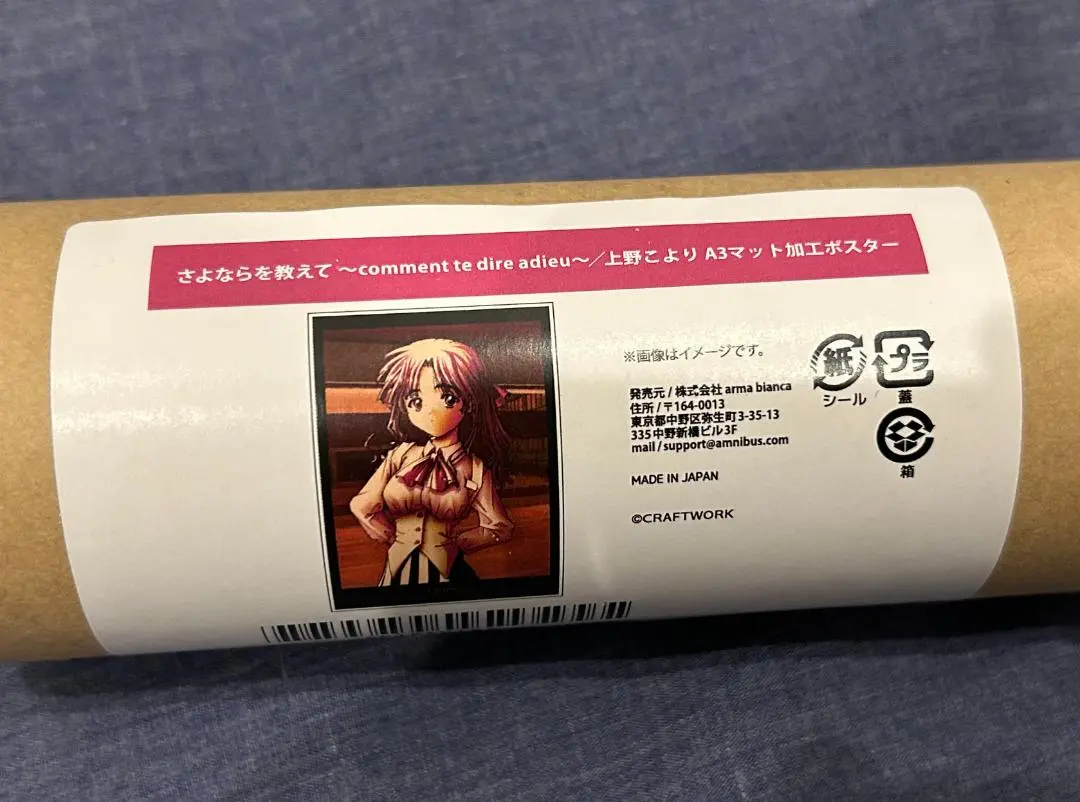 さよならを教えて ～comment te dire adieu～／上野こより A3マット加工ポスター
※画像はイメージです。
発売元 / 株式会社 arma bianca
住所 / 〒164-0013
東京都中野区弥生町3-35-13
335中野新橋ビル3F
mail / support@amnibus.com
MADE IN JAPAN
©CRAFTWORK
紙
シール
プラ
蓋
箱